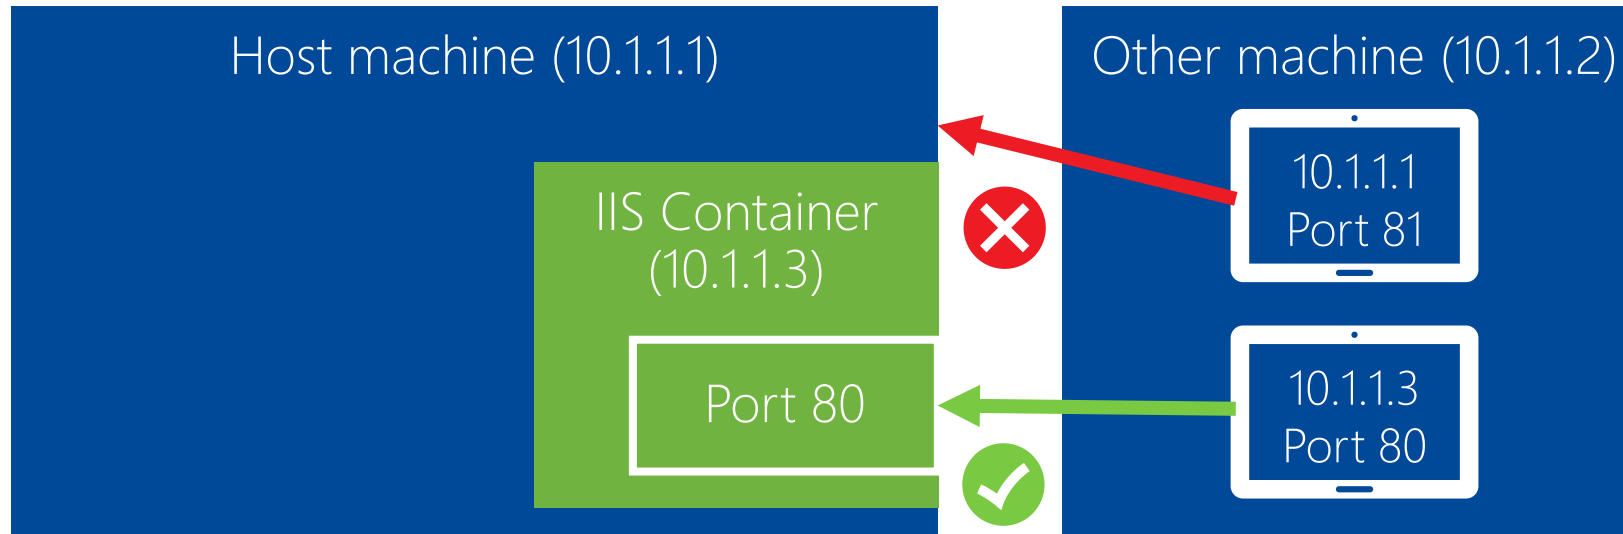 Host machine (10.1.1.1)
IIS Container
(10.1.1.3)
Port 80
Other machine (10.1.1.2)
10.1.1.1
Port 81
10.1.1.3
Port 80